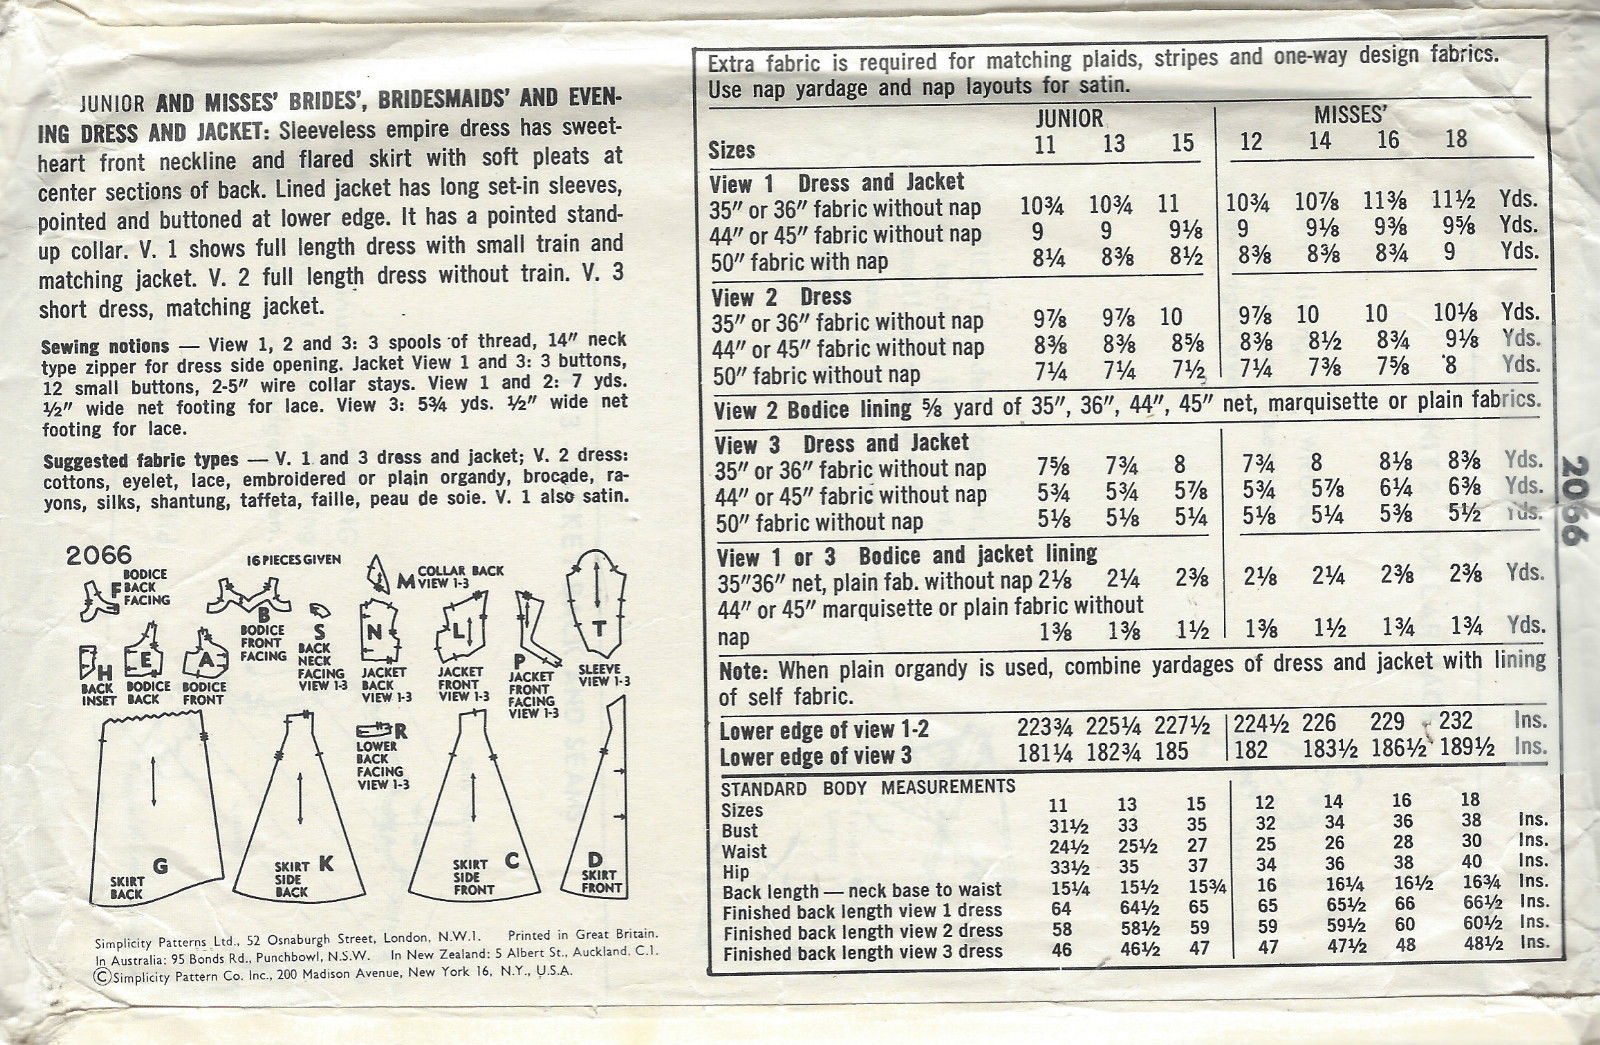 JUNIOR AND MISSES' BRIDES', BRIDESMAIDS' AND EVEN-
ING DRESS AND JACKET: Sleeveless empire dress has sweet-
heart front neckline and flared skirt with soft pleats at
center sections of back. Lined jacket has long set-in sleeves,
pointed and buttoned at lower edge. It has a pointed stand-
up collar. V. 1 shows full length dress with small train and
matching jacket. V. 2 full length dress without train. V. 3
short dress, matching jacket.
Sewing notions — View 1, 2 and 3: 3 spools of thread, 14" neck
type zipper for dress side opening. Jacket View 1 and 3: 3 buttons,
12 small buttons, 2-5" wire collar stays. View 1 and 2: 7 yds.
½" wide net footing for lace. View 3: 5¾ yds. ½" wide net
footing for lace.
Suggested fabric types — V. 1 and 3 dress and jacket; V. 2 dress:
cottons, eyelet, lace, embroidered or plain organdy, brocade, ra-
yons, silks, shantung, taffeta, faille, peau de soie. V. 1 also satin.
2066
16 PIECES GIVEN
F BODICE BACK FACING
B BODICE FRONT FACING
S BACK NECK FACING VIEW 1-3
M COLLAR BACK VIEW 1-3
N JACKET BACK VIEW 1-3
L JACKET FRONT VIEW 1-3
P JACKET FRONT FACING VIEW 1-3
T SLEEVE VIEW 1-3
H BACK INSET
E BODICE BACK
A BODICE FRONT
R LOWER BACK FACING VIEW 1-3
G SKIRT BACK
K SKIRT SIDE BACK
C SKIRT SIDE FRONT
D SKIRT FRONT
Simplicity Patterns Ltd., 52 Osnaburgh Street, London, N.W.1. Printed in Great Britain.
In Australia: 95 Bonds Rd., Punchbowl, N.S.W. In New Zealand: 5 Albert St., Auckland. C.1.
©Simplicity Pattern Co. Inc., 200 Madison Avenue, New York 16, N.Y., U.S.A.
Extra fabric is required for matching plaids, stripes and one-way design fabrics.
Use nap yardage and nap layouts for satin.
JUNIOR MISSES'
Sizes 11 13 15 12 14 16 18
View 1 Dress and Jacket
35" or 36" fabric without nap 10¾ 10¾ 11 10¾ 10⅞ 11⅜ 11½ Yds.
44" or 45" fabric without nap 9 9 9⅛ 9 9⅛ 9⅜ 9⅝ Yds.
50" fabric with nap 8¼ 8⅜ 8½ 8⅜ 8⅜ 8¾ 9 Yds.
View 2 Dress
35" or 36" fabric without nap 9⅞ 9⅞ 10 9⅞ 10 10 10⅛ Yds.
44" or 45" fabric without nap 8⅜ 8⅜ 8⅝ 8⅜ 8½ 8¾ 9⅛ Yds.
50" fabric without nap 7¼ 7¼ 7½ 7¼ 7⅜ 7⅝ 8 Yds.
View 2 Bodice lining ⅝ yard of 35", 36", 44", 45" net, marquisette or plain fabrics.
View 3 Dress and Jacket
35" or 36" fabric without nap 7⅝ 7¾ 8 7¾ 8 8⅛ 8⅜ Yds.
44" or 45" fabric without nap 5¾ 5¾ 5⅞ 5¾ 5⅞ 6¼ 6⅜ Yds.
50" fabric without nap 5⅛ 5⅛ 5¼ 5⅛ 5¼ 5⅜ 5½ Yds.
View 1 or 3 Bodice and jacket lining
35"36" net, plain fab. without nap 2⅛ 2¼ 2⅜ 2⅛ 2¼ 2⅜ 2⅜ Yds.
44" or 45" marquisette or plain fabric without
nap 1⅜ 1⅜ 1½ 1⅜ 1½ 1¾ 1¾ Yds.
Note: When plain organdy is used, combine yardages of dress and jacket with lining
of self fabric.
Lower edge of view 1-2 223¾ 225¼ 227½ 224½ 226 229 232 Ins.
Lower edge of view 3 181¼ 182¾ 185 182 183½ 186½ 189½ Ins.
STANDARD BODY MEASUREMENTS
Sizes 11 13 15 12 14 16 18
Bust 31½ 33 35 32 34 36 38 Ins.
Waist 24½ 25½ 27 25 26 28 30 Ins.
Hip 33½ 35 37 34 36 38 40 Ins.
Back length — neck base to waist 15¼ 15½ 15¾ 16 16¼ 16½ 16¾ Ins.
Finished back length view 1 dress 64 64½ 65 65 65½ 66 66½ Ins.
Finished back length view 2 dress 58 58½ 59 59 59½ 60 60½ Ins.
Finished back length view 3 dress 46 46½ 47 47 47½ 48 48½ Ins.
2066